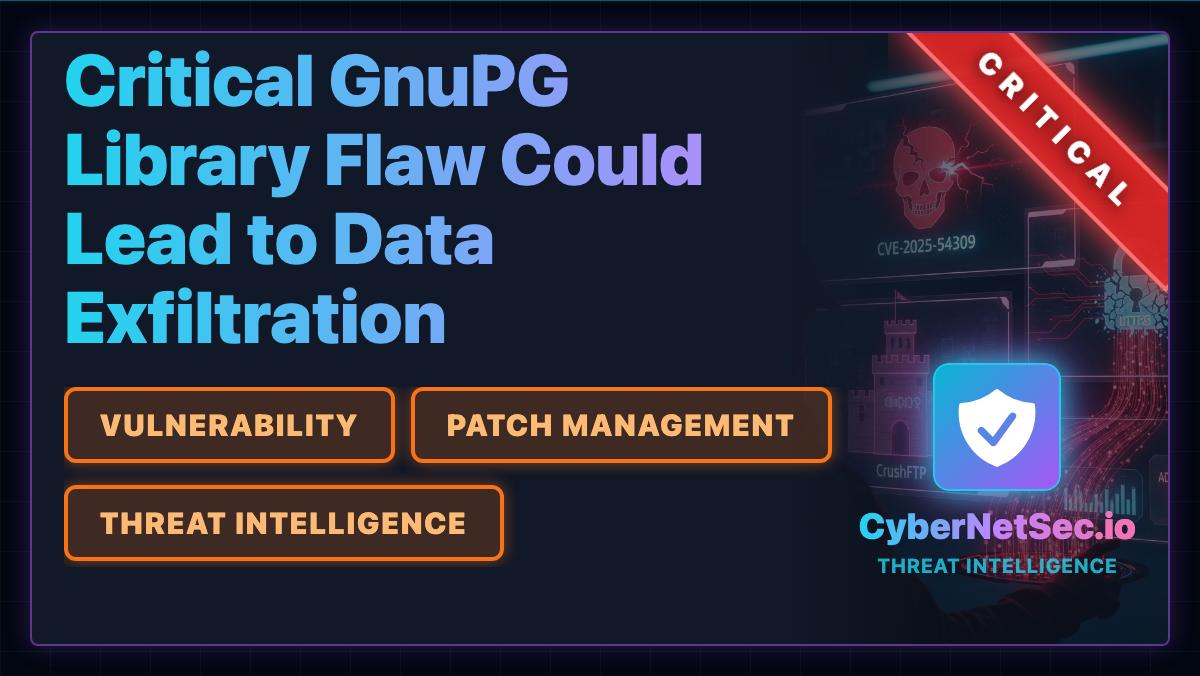 Critical GnuPG
Library Flaw Could
Lead to Data
Exfiltration
CRITICAL
CVE-2025-54309
HTTPS
VULNERABILITY
PATCH MANAGEMENT
THREAT INTELLIGENCE
CrushFTP
CyberNetSec.io
THREAT INTELLIGENCE